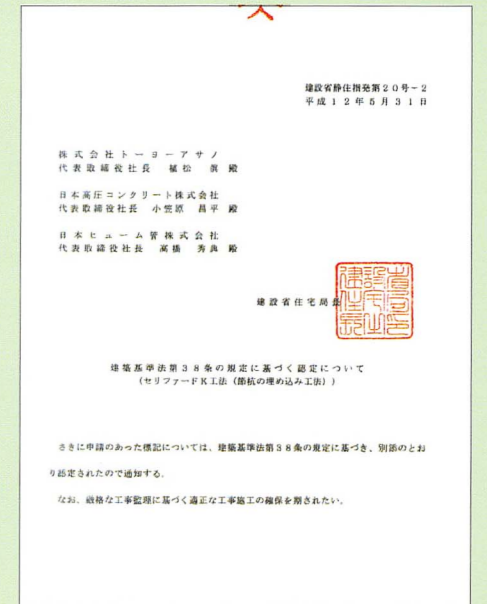 建設省静住指発第20号-2
平成12年5月31日
株式会社トーヨーアサノ
代表取締役社長 植松 眞 殿
日本高圧コンクリート株式会社
代表取締役社長 小笠原 昌平 殿
日本ヒューム管株式会社
代表取締役社長 高橋 秀典 殿
建設省住宅局長
建築基準法第38条の規定に基づく認定について
(セリファーFK工法(節杭の埋め込み工法))
さきに申請のあった標記については、建築基準法第38条の規定に基づき、別節のとお
り認定されたので通知する。
なお、厳格な工事監理に基づく適正な工事施工の確保を期されたい。